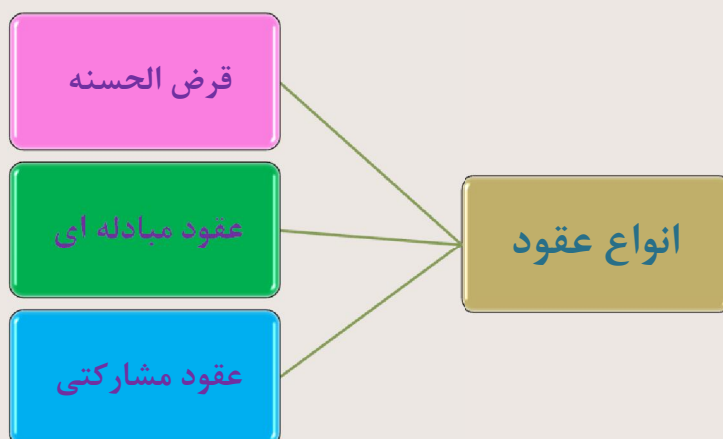 انواع عقود
قرض الحسنه
عقود مبادله ای
عقود مشارکتی